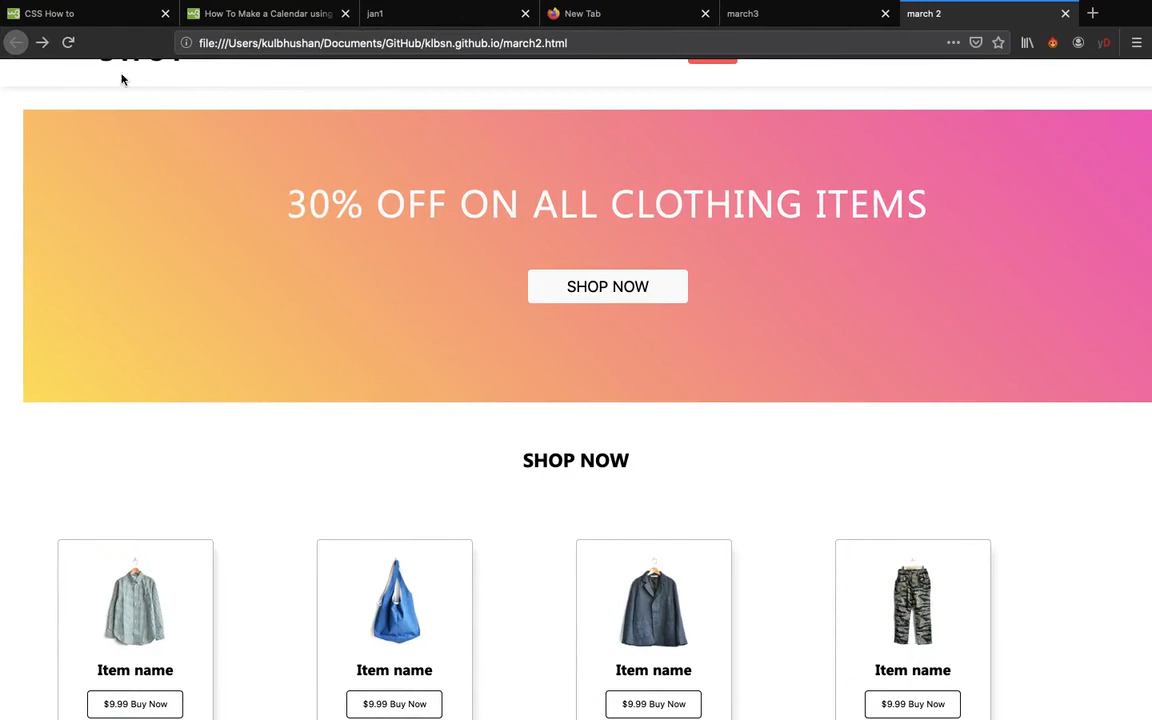 CSS How to
How To Make a Calendar using
jan1
New Tab
march3
march 2
file:///Users/kulbhushan/Documents/GitHub/klbsn.github.io/march2.html
yD
30% OFF ON ALL CLOTHING ITEMS
SHOP NOW
SHOP NOW
Item name
Item name
Item name
Item name
$9.99 Buy Now
$9.99 Buy Now
$9.99 Buy Now
$9.99 Buy Now